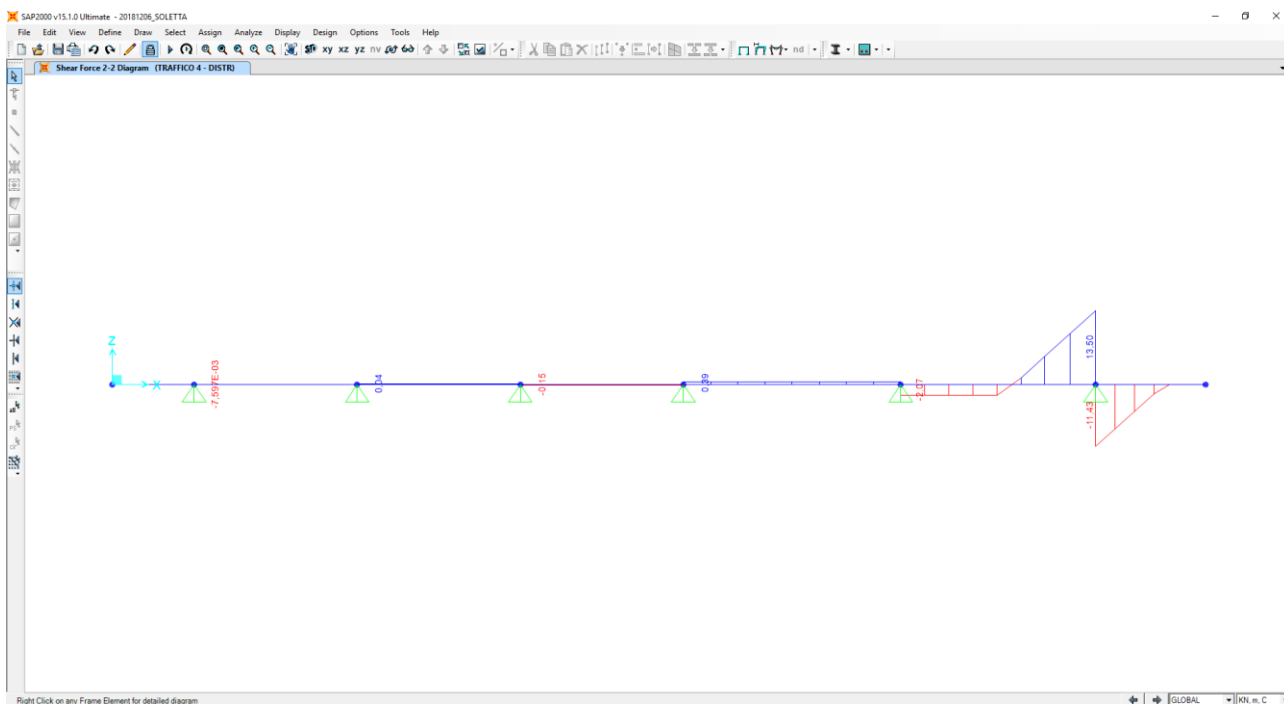 SAP2000 v15.1.0 Ultimate - 20181206_SOLETTA
File Edit View Define Draw Select Assign Analyze Display Design Options Tools Help
xy xz yz nv nd
Shear Force 2-2 Diagram (TRAFFICO 4 - DISTR)
Z
X
-7,597E-03
0,04
-0,15
0,39
-2,07
13,50
-11,43
Right Click on any Frame Element for detailed diagram
GLOBAL
KN, m, C